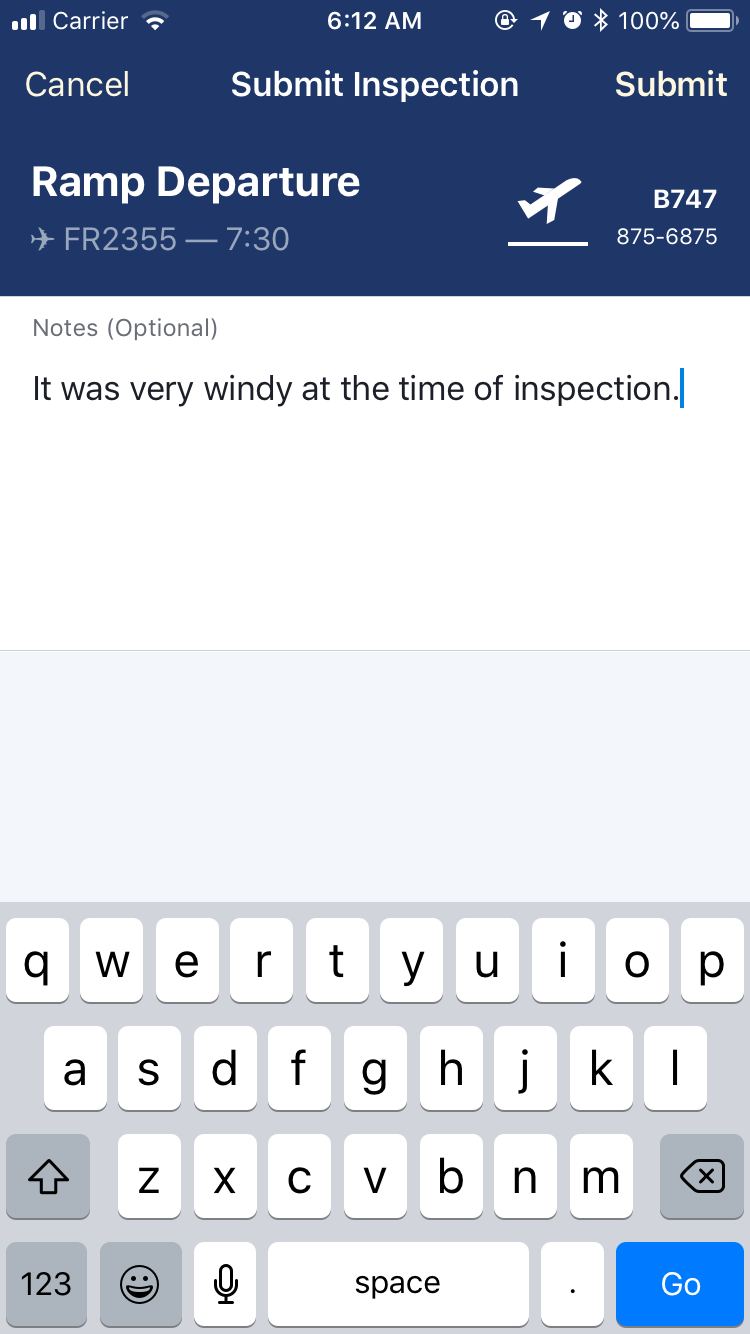 Carrier 6:12 AM 100%
Cancel Submit Inspection Submit
Ramp Departure
✈ FR2355 — 7:30
B747
875-6875
Notes (Optional)
It was very windy at the time of inspection.
q w e r t y u i o p
a s d f g h j k l
z x c v b n m
123 space . Go